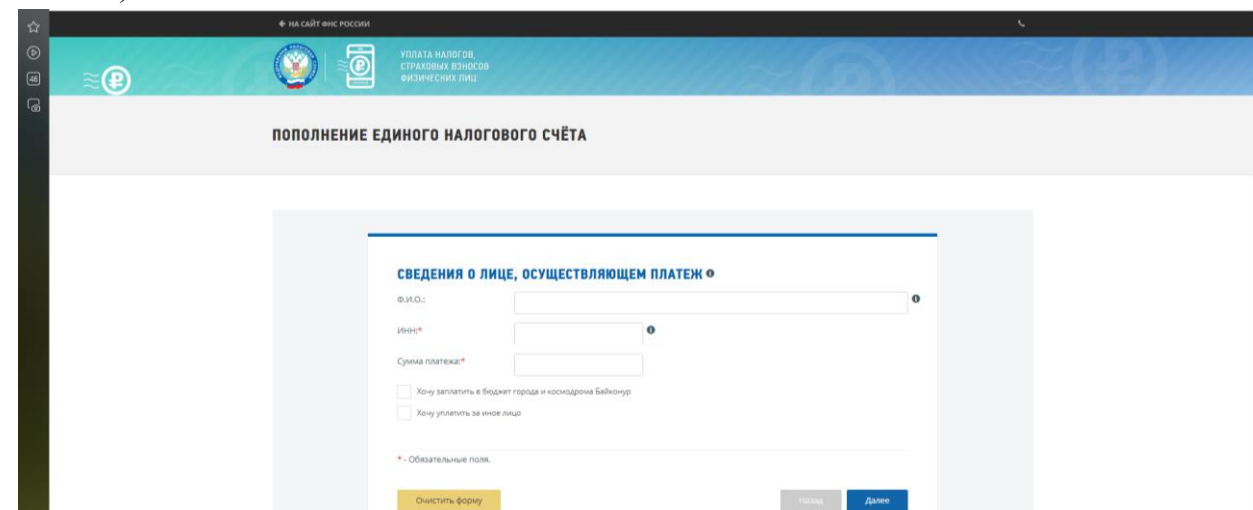 НА САЙТ ФНС РОССИИ
УПЛАТА НАЛОГОВ,
СТРАХОВЫХ ВЗНОСОВ
ФИЗИЧЕСКИХ ЛИЦ
ПОПОЛНЕНИЕ ЕДИНОГО НАЛОГОВОГО СЧЁТА
СВЕДЕНИЯ О ЛИЦЕ, ОСУЩЕСТВЛЯЮЩЕМ ПЛАТЕЖ
Ф.И.О.:
ИНН:*
Сумма платежа:*
Хочу заплатить в бюджет города и космодрома Байконур
Хочу уплатить за иное лицо
* - Обязательные поля.
Очистить форму
Назад
Далее